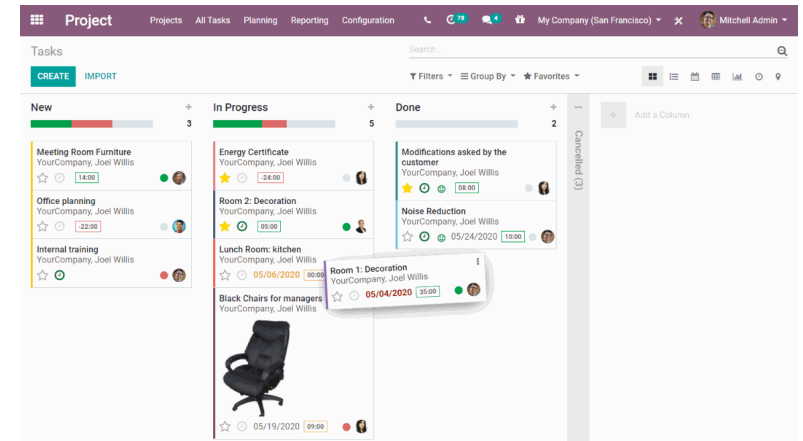 Project Projects All Tasks Planning Reporting Configuration 78 4 My Company (San Francisco) Mitchell Admin
Tasks Search...
CREATE IMPORT Filters Group By Favorites
New
3
Meeting Room Furniture
YourCompany, Joel Willis
14:00
Office planning
YourCompany, Joel Willis
-22:00
Internal training
YourCompany, Joel Willis
In Progress
5
Energy Certificate
YourCompany, Joel Willis
-24:00
Room 2: Decoration
YourCompany, Joel Willis
05:00
Lunch Room: kitchen
YourCompany, Joel Willis
05/06/2020 00:00
Black Chairs for managers
YourCompany, Joel Willis
05/19/2020 09:00
Room 1: Decoration
YourCompany, Joel Willis
05/04/2020 35:00
Done
2
Modifications asked by the
customer
YourCompany, Joel Willis
08:00
Noise Reduction
YourCompany, Joel Willis
05/24/2020 10:00
Cancelled (3)
Add a Column